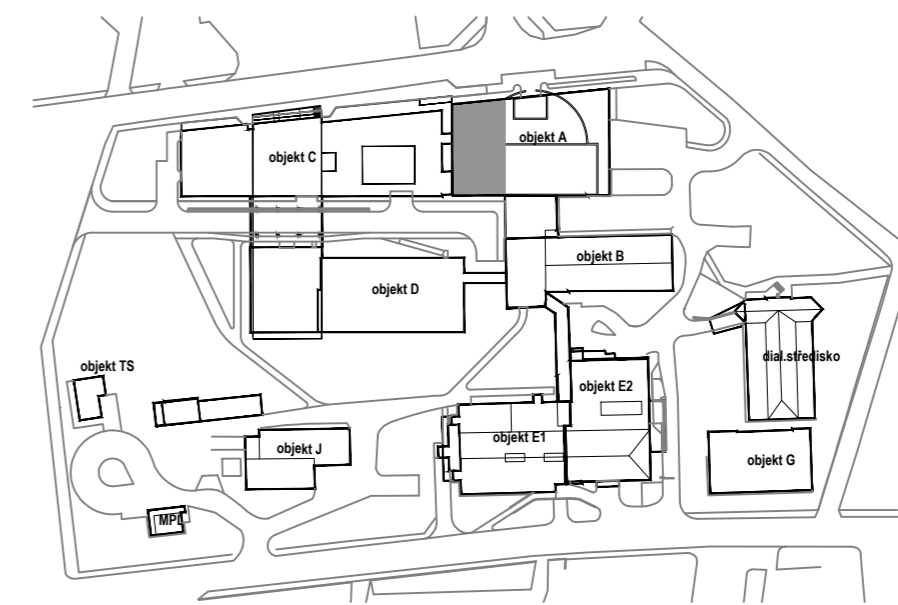 objekt A
objekt C
objekt B
objekt D
dial.středisko
objekt TS
objekt E2
objekt E1
objekt J
objekt G
MPL